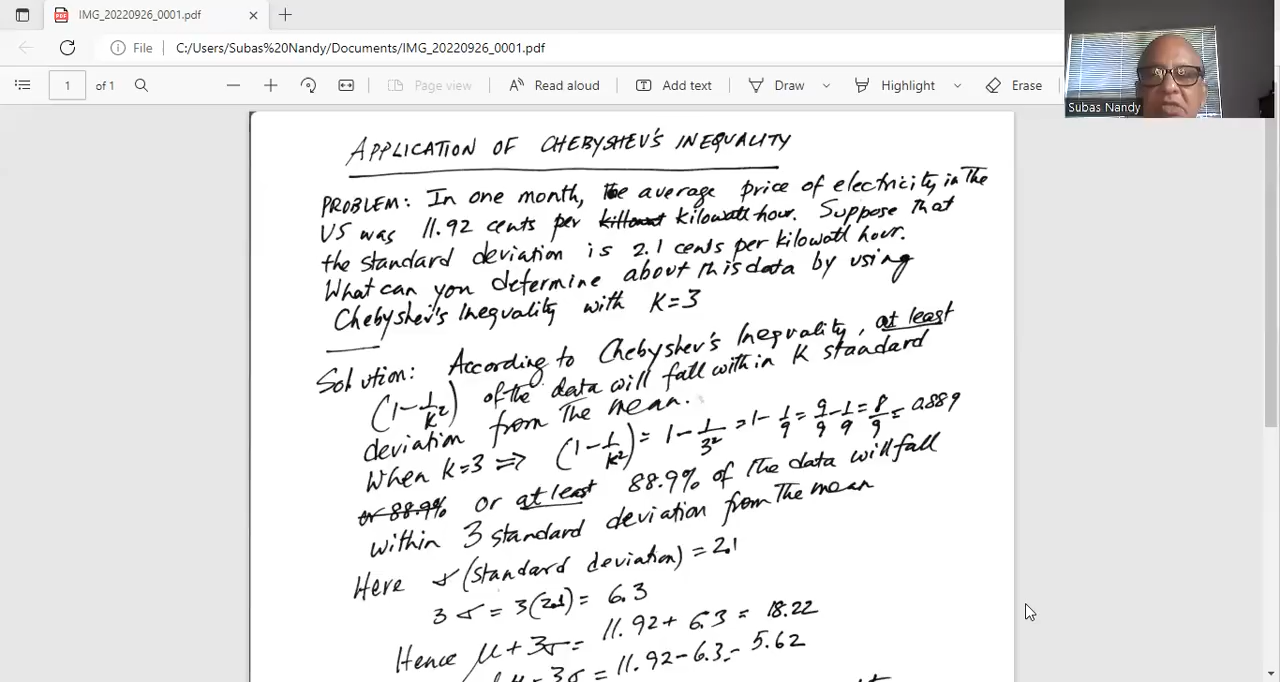 IMG_20220926_0001.pdf
File C:/Users/Subas%20Nandy/Documents/IMG_20220926_0001.pdf
1 of 1 Page view Read aloud Add text Draw Highlight Erase
Subas Nandy
APPLICATION OF CHEBYSHEV'S INEQUALITY
PROBLEM: In one month, the average price of electricity in the
US was 11.92 cents per kilowatt hour. Suppose that
the standard deviation is 2.1 cents per kilowatt hour.
What can you determine about this data by using
Chebyshev's Inequality with K=3
Solution: According to Chebyshev's Inequality, at least
(1-1/K²) of the data will fall within K standard
deviation from the mean.
When K=3 ⇒ (1-1/K²) = 1-1/3² = 1-1/9 = 9/9-1/9 = 8/9 = 0.889
or 88.9% or at least 88.9% of the data will fall
within 3 standard deviation from the mean
Here σ (standard deviation) = 2.1
3σ = 3(2.1) = 6.3
Hence μ+3σ = 11.92+6.3 = 18.22
μ-3σ = 11.92-6.3 = 5.62